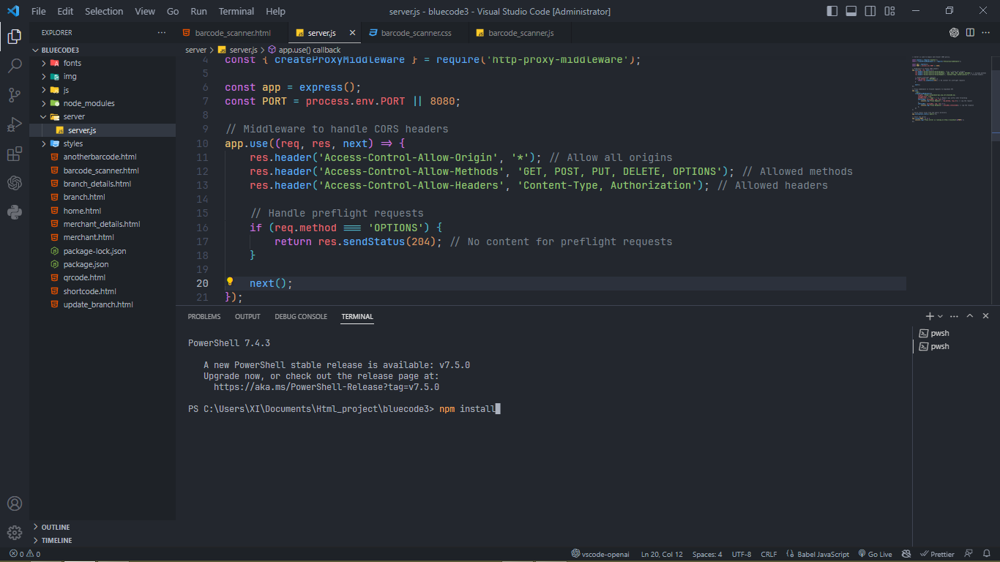 File Edit Selection View Go Run Terminal Help
server.js - bluecode3 - Visual Studio Code [Administrator]
EXPLORER
BLUECODE3
fonts
img
js
node_modules
server
server.js
styles
anotherbarcode.html
barcode_scanner.html
branch_details.html
branch.html
home.html
merchant_details.html
merchant.html
package-lock.json
package.json
qrcode.html
shortcode.html
update_branch.html
OUTLINE
TIMELINE
barcode_scanner.html server.js barcode_scanner.css barcode_scanner.js
server > server.js > app.use() callback
4 const { createProxyMiddleware } = require('http-proxy-middleware');
5
6 const app = express();
7 const PORT = process.env.PORT || 8080;
8
9 // Middleware to handle CORS headers
10 app.use((req, res, next) => {
11 res.header('Access-Control-Allow-Origin', '*'); // Allow all origins
12 res.header('Access-Control-Allow-Methods', 'GET, POST, PUT, DELETE, OPTIONS'); // Allowed methods
13 res.header('Access-Control-Allow-Headers', 'Content-Type, Authorization'); // Allowed headers
14
15 // Handle preflight requests
16 if (req.method === 'OPTIONS') {
17 return res.sendStatus(204); // No content for preflight requests
18 }
19
20 next();
21 });
PROBLEMS OUTPUT DEBUG CONSOLE TERMINAL
PowerShell 7.4.3
A new PowerShell stable release is available: v7.5.0
Upgrade now, or check out the release page at:
https://aka.ms/PowerShell-Release?tag=v7.5.0
PS C:\Users\XI\Documents\Html_project\bluecode3> npm install
pwsh
pwsh
0 0 vscode-openai Ln 20, Col 12 Spaces: 4 UTF-8 CRLF Babel JavaScript Go Live Prettier